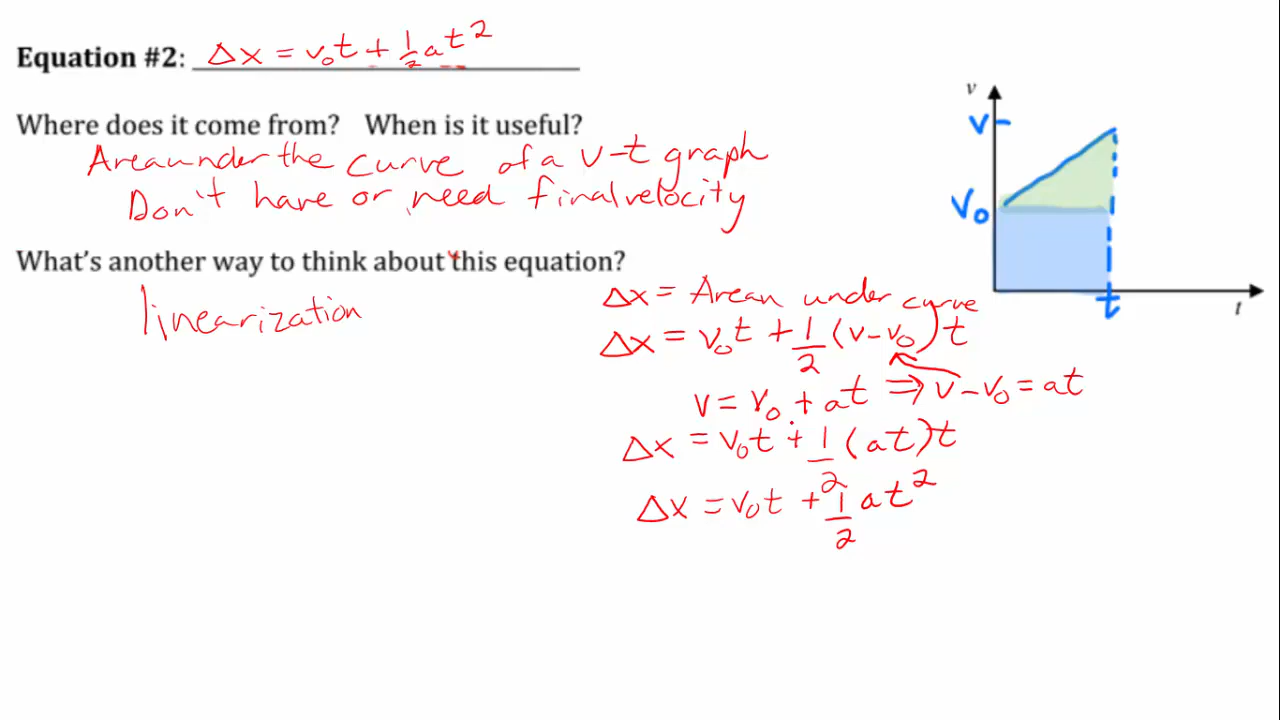 Equation #2: Δx = v₀t + ½at²
Where does it come from? When is it useful?
Area under the curve of a v-t graph
Don't have or need final velocity
What's another way to think about this equation?
linearization
v
v
v₀
t
t
Δx = Arean under curve
Δx = v₀t + 1/2 (v-v₀)t
v = v₀ + at ⇒ v-v₀ = at
Δx = v₀t + 1/2 (at)t
Δx = v₀t + 1/2 at²